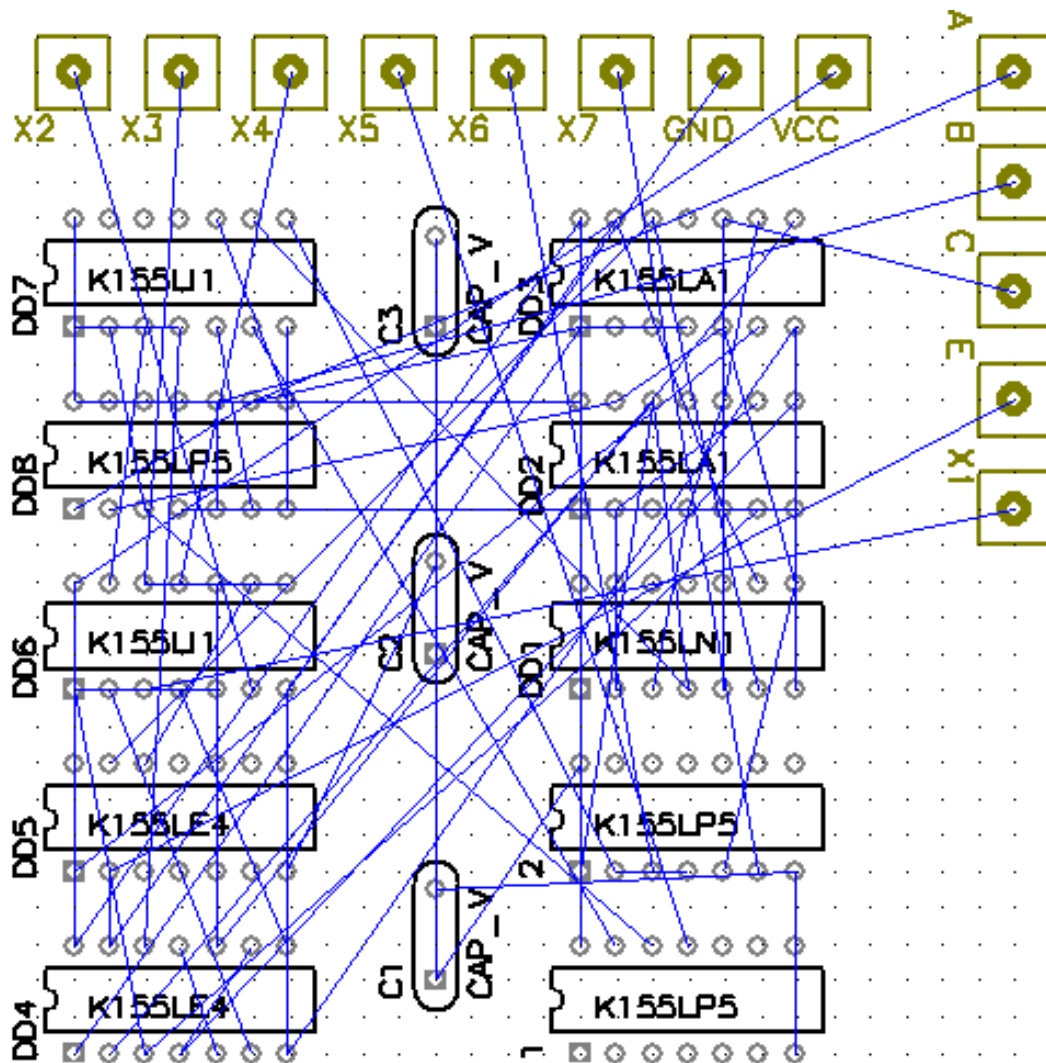 A
X2 X3 X4 X5 X6 X7 GND VCC
B
C
E
X1
DD7 K155LI1
C3 CAP_V
DD3 K155LA1
DD8 K155LP5
DD2 K155LA1
DD6 K155LI1
C2 CAP_V
DD1 K155LN1
DD5 K155LE4
2 K155LP5
C1 CAP_V
DD4 K155LE4
1 K155LP5